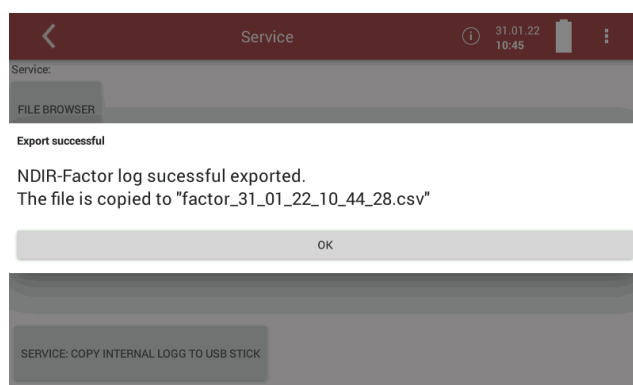 Service
31.01.22
10:45
Service:
FILE BROWSER
Export successful
NDIR-Factor log sucessful exported.
The file is copied to "factor_31_01_22_10_44_28.csv"
OK
SERVICE: COPY INTERNAL LOGG TO USB STICK